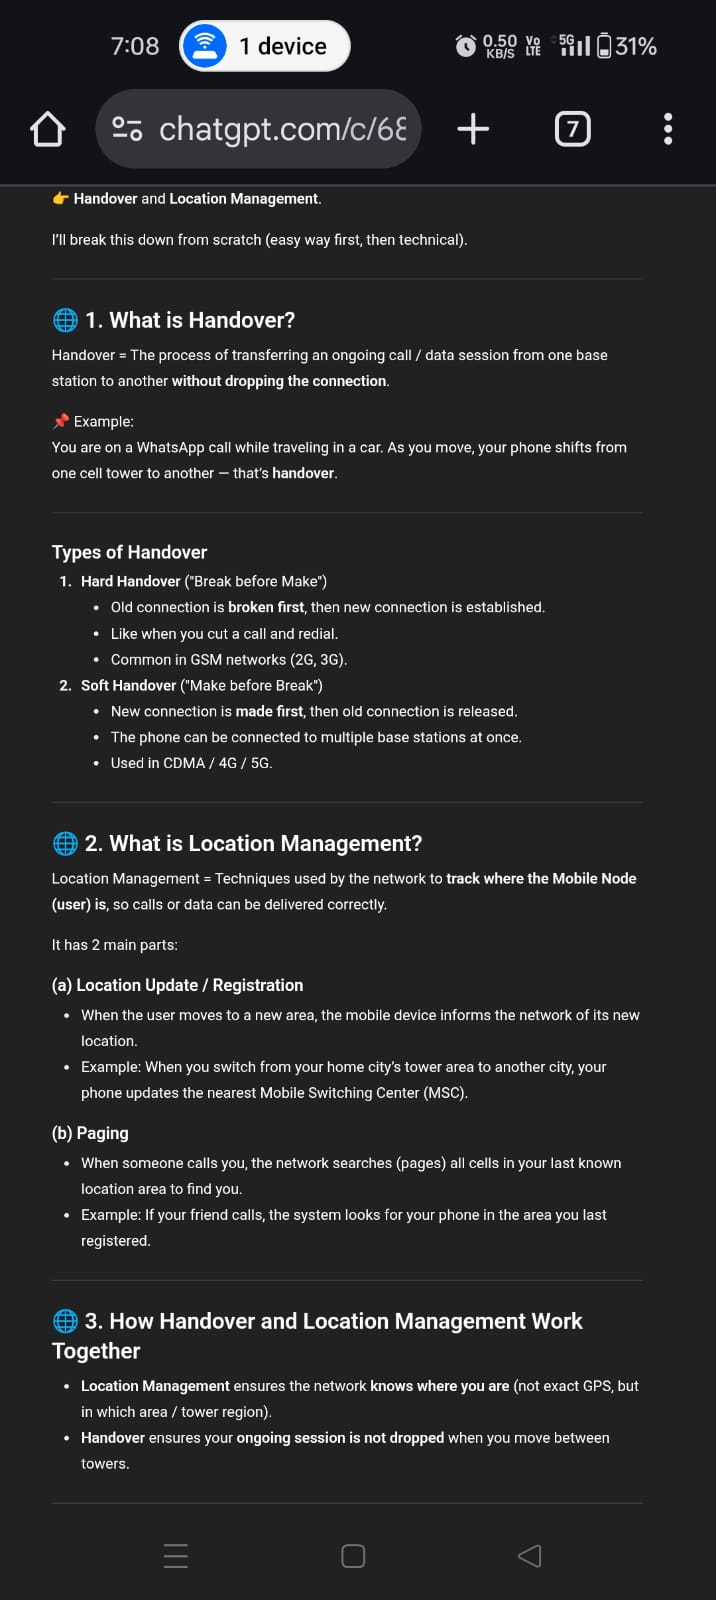 7:08 1 device 0.50 KB/S Vo LTE 5G 31%
chatgpt.com/c/68 7
👉 Handover and Location Management.
I'll break this down from scratch (easy way first, then technical).
🌐 1. What is Handover?
Handover = The process of transferring an ongoing call / data session from one base
station to another without dropping the connection.
📌 Example:
You are on a WhatsApp call while traveling in a car. As you move, your phone shifts from
one cell tower to another — that's handover.
Types of Handover
1. Hard Handover ("Break before Make")
• Old connection is broken first, then new connection is established.
• Like when you cut a call and redial.
• Common in GSM networks (2G, 3G).
2. Soft Handover ("Make before Break")
• New connection is made first, then old connection is released.
• The phone can be connected to multiple base stations at once.
• Used in CDMA / 4G / 5G.
🌐 2. What is Location Management?
Location Management = Techniques used by the network to track where the Mobile Node
(user) is, so calls or data can be delivered correctly.
It has 2 main parts:
(a) Location Update / Registration
• When the user moves to a new area, the mobile device informs the network of its new
location.
• Example: When you switch from your home city's tower area to another city, your
phone updates the nearest Mobile Switching Center (MSC).
(b) Paging
• When someone calls you, the network searches (pages) all cells in your last known
location area to find you.
• Example: If your friend calls, the system looks for your phone in the area you last
registered.
🌐 3. How Handover and Location Management Work
Together
• Location Management ensures the network knows where you are (not exact GPS, but
in which area / tower region).
• Handover ensures your ongoing session is not dropped when you move between
towers.